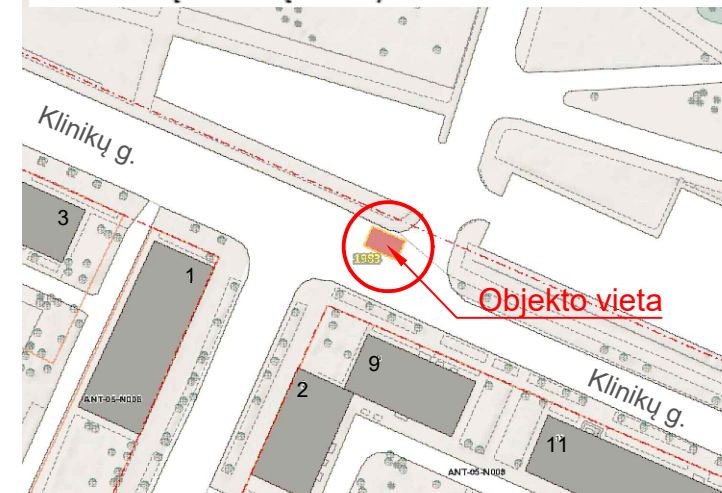 Klinikų g.
3
1
1983
Objekto vieta
9
Klinikų g.
2
ANT-05-N008
11
ANT-05-N008